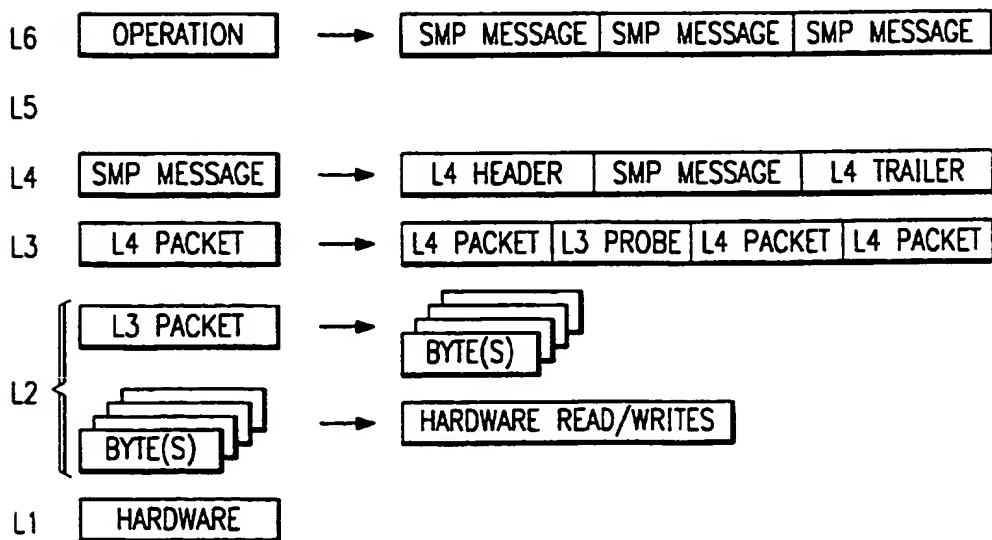 L6 OPERATION SMP MESSAGE SMP MESSAGE SMP MESSAGE
L5
L4 SMP MESSAGE L4 HEADER SMP MESSAGE L4 TRAILER
L3 L4 PACKET L4 PACKET L3 PROBE L4 PACKET L4 PACKET
L3 PACKET BYTE(S)
L2
BYTE(S) HARDWARE READ/WRITES
L1 HARDWARE